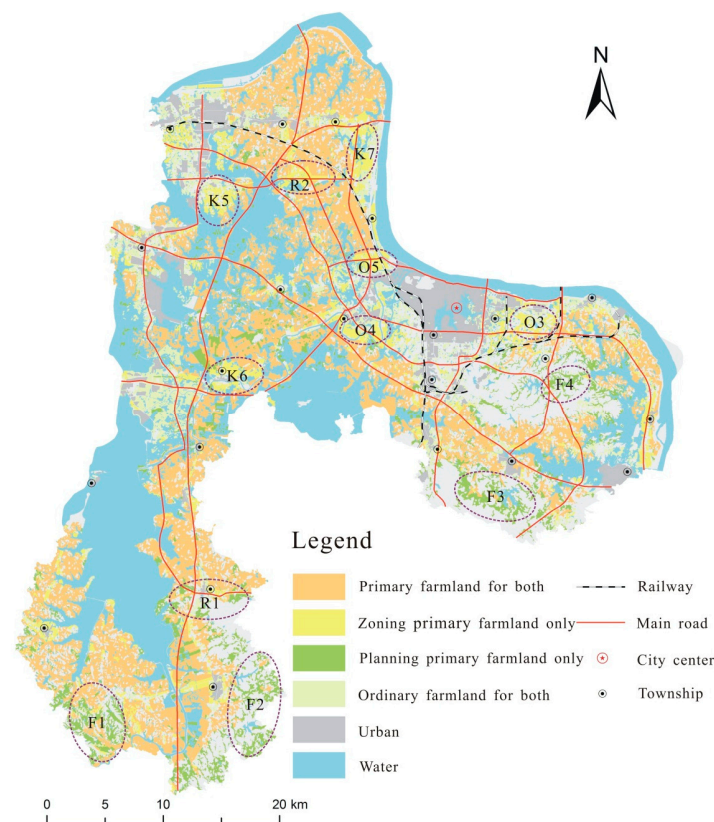 N
K7
R2
K5
O5
O3
O4
K6
F4
F3
Legend
Primary farmland for both
Railway
R1
Zoning primary farmland only
Main road
Planning primary farmland only
City center
Ordinary farmland for both
Township
F2
F1
Urban
Water
0 5 10 20 km